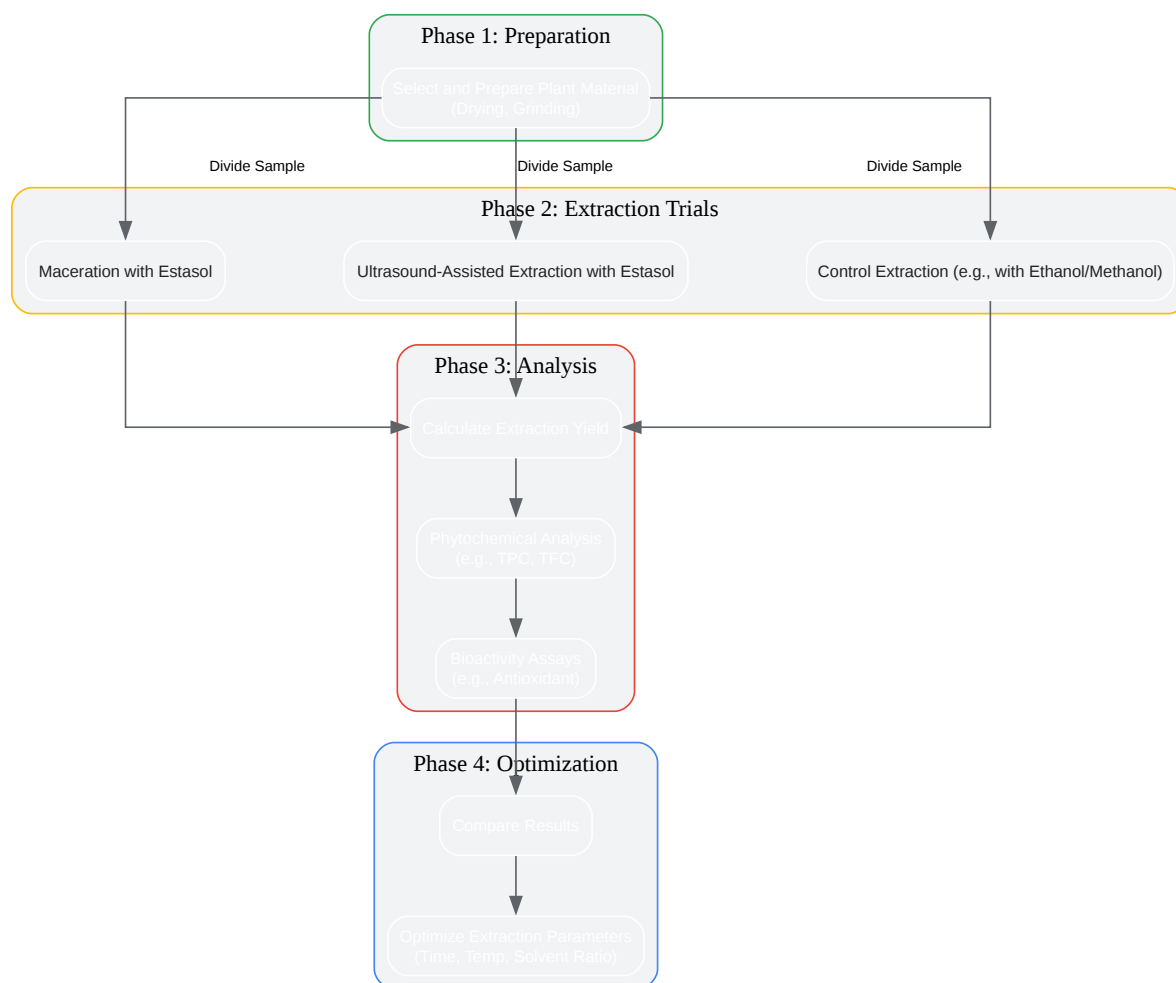 Phase 1: Preparation
Select and Prepare Plant Material
(Drying, Grinding)
Divide Sample
Divide Sample
Divide Sample
Phase 2: Extraction Trials
Maceration with Estasol
Ultrasound-Assisted Extraction with Estasol
Control Extraction (e.g., with Ethanol/Methanol)
Phase 3: Analysis
Calculate Extraction Yield
Phytochemical Analysis
(e.g., TPC, TFC)
Bioactivity Assays
(e.g., Antioxidant)
Phase 4: Optimization
Compare Results
Optimize Extraction Parameters
(Time, Temp, Solvent Ratio)